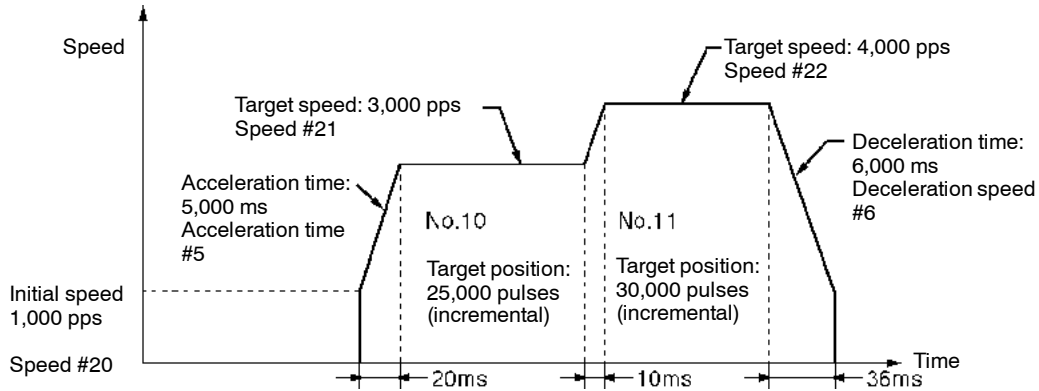 Speed
Target speed: 4,000 pps
Speed #22
Target speed: 3,000 pps
Speed #21
Deceleration time:
6,000 ms
Deceleration speed
#6
Acceleration time:
5,000 ms
Acceleration time
#5
No.10
No.11
Target position:
25,000 pulses
(incremental)
Target position:
30,000 pulses
(incremental)
Initial speed
1,000 pps
Speed #20
Time
20ms
10ms
36ms